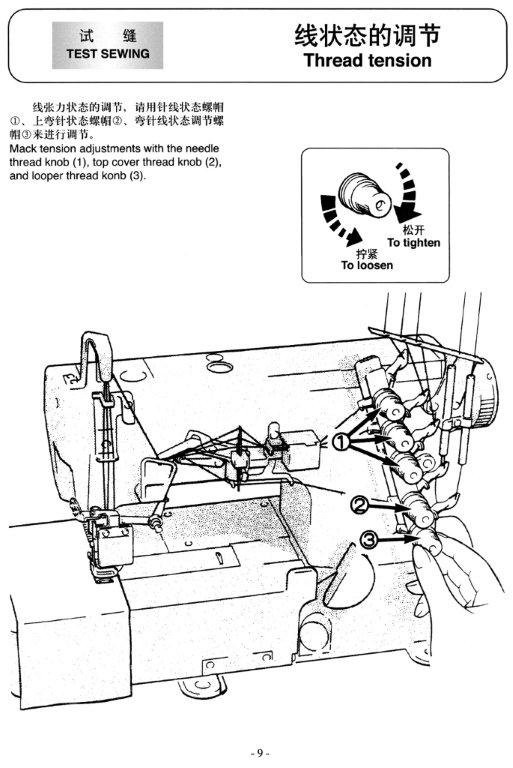 试 缝
TEST SEWING
线状态的调节
Thread tension
线张力状态的调节，请用针线状态螺帽
①、上弯针状态螺帽②、弯针线状态调节螺
帽③来进行调节。
Mack tension adjustments with the needle
thread knob (1), top cover thread knob (2),
and looper thread konb (3).
松开
To tighten
拧紧
To loosen
①
②
③
- 9 -